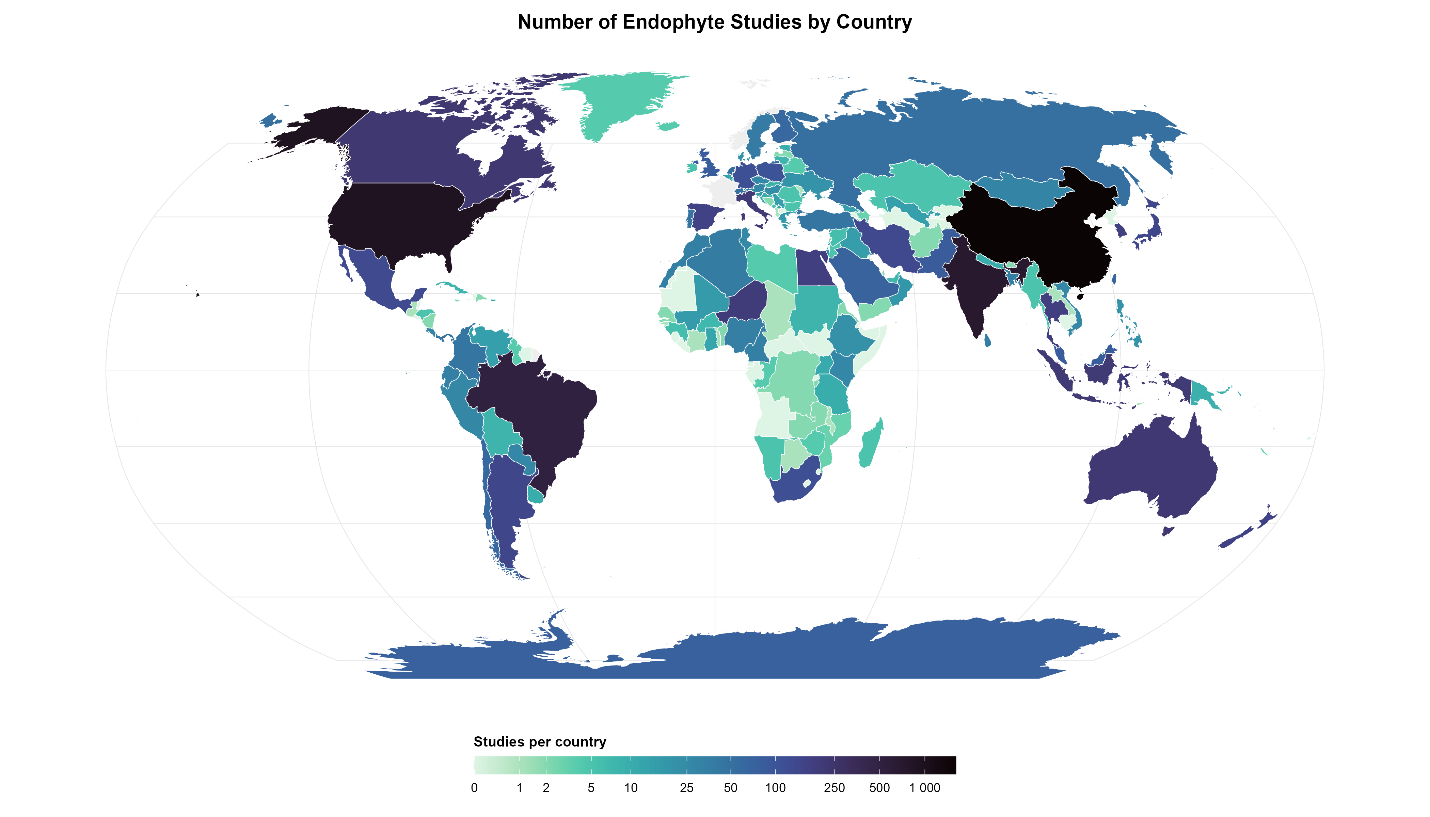 Number of Endophyte Studies by Country
Studies per country
0 1 2 5 10 25 50 100 250 500 1 000